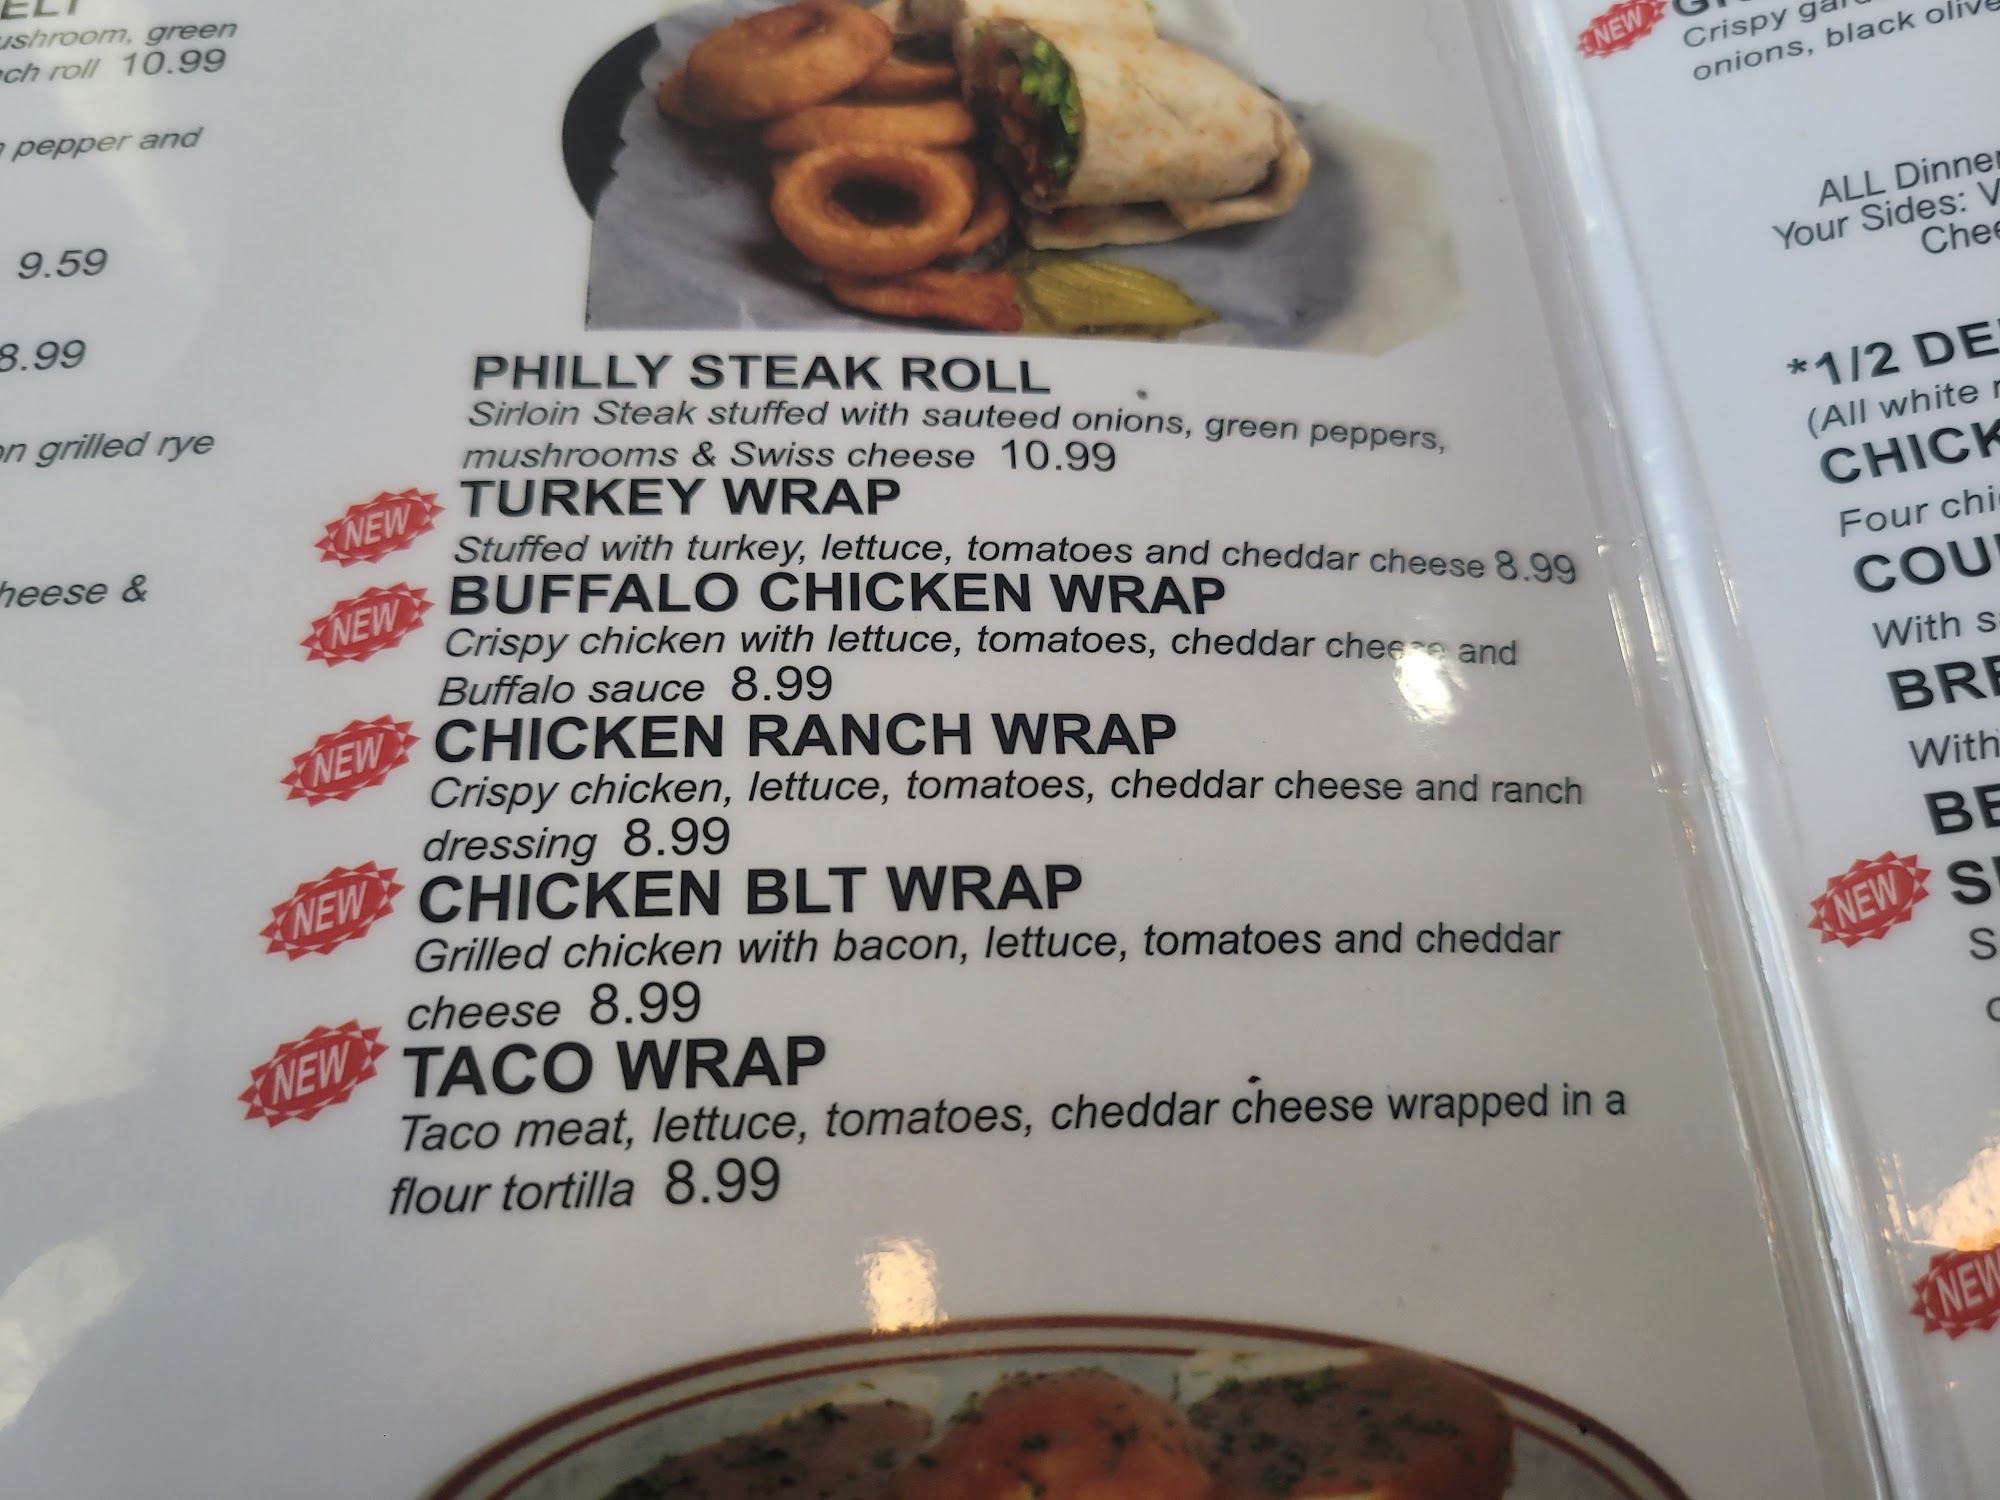 green
roll 10.99
pepper and
9.59
8.99
grilled rye
&
PHILLY STEAK ROLL
Sirloin Steak stuffed with sauteed onions, green peppers,
mushrooms & Swiss cheese 10.99
NEW TURKEY WRAP
Stuffed with turkey, lettuce, tomatoes and cheddar cheese 8.99
NEW BUFFALO CHICKEN WRAP
Crispy chicken with lettuce, tomatoes, cheddar cheese and
Buffalo sauce 8.99
NEW CHICKEN RANCH WRAP
Crispy chicken, lettuce, tomatoes, cheddar cheese and ranch
dressing 8.99
NEW CHICKEN BLT WRAP
Grilled chicken with bacon, lettuce, tomatoes and cheddar
cheese 8.99
NEW TACO WRAP
Taco meat, lettuce, tomatoes, cheddar cheese wrapped in a
flour tortilla 8.99
NEW
Crispy
onions, black
ALL
Your Sides:
*1/2
(All white
Four
With
With
NEW
NEW